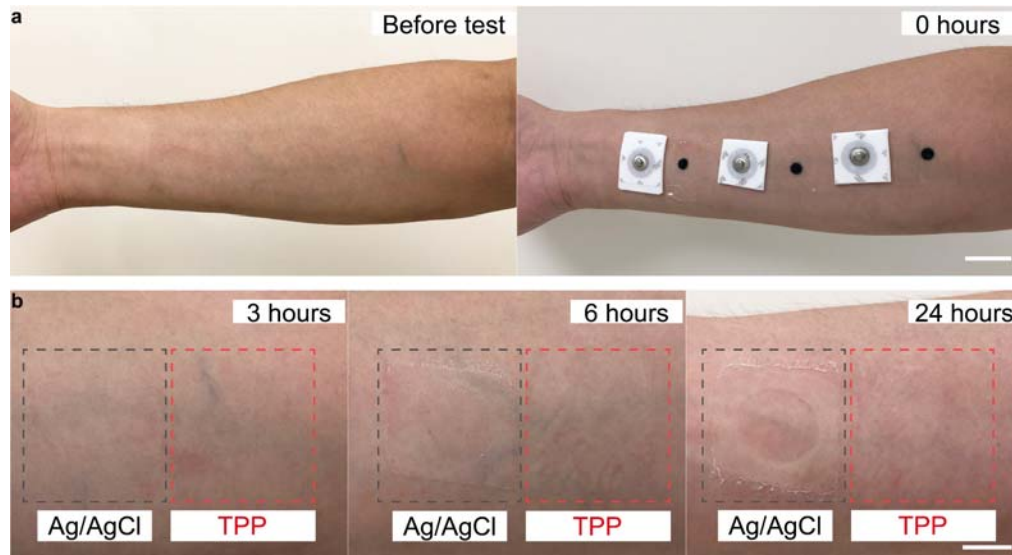 a
Before test
0 hours
b
3 hours
6 hours
24 hours
Ag/AgCl
TPP
Ag/AgCl
TPP
Ag/AgCl
TPP